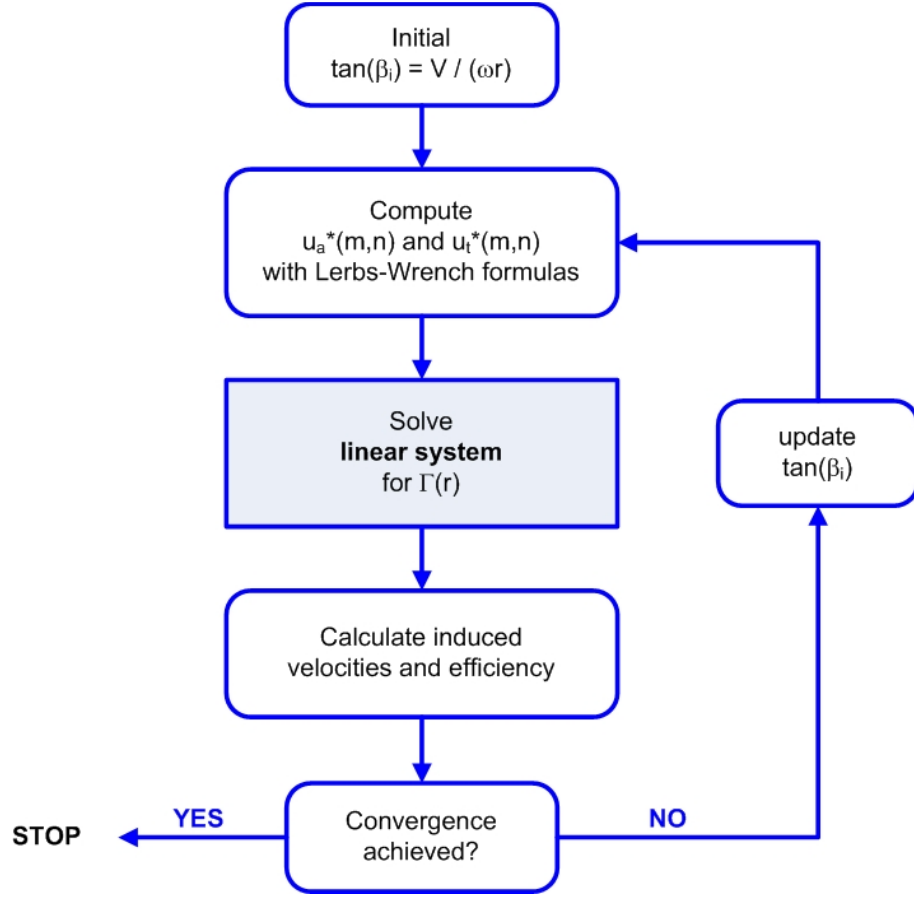 Initial
tan(βᵢ) = V / (ωr)
Compute
uₐ*(m,n) and uₜ*(m,n)
with Lerbs-Wrench formulas
Solve
linear system
for Γ(r)
update
tan(βᵢ)
Calculate induced
velocities and efficiency
Convergence
achieved?
YES
NO
STOP